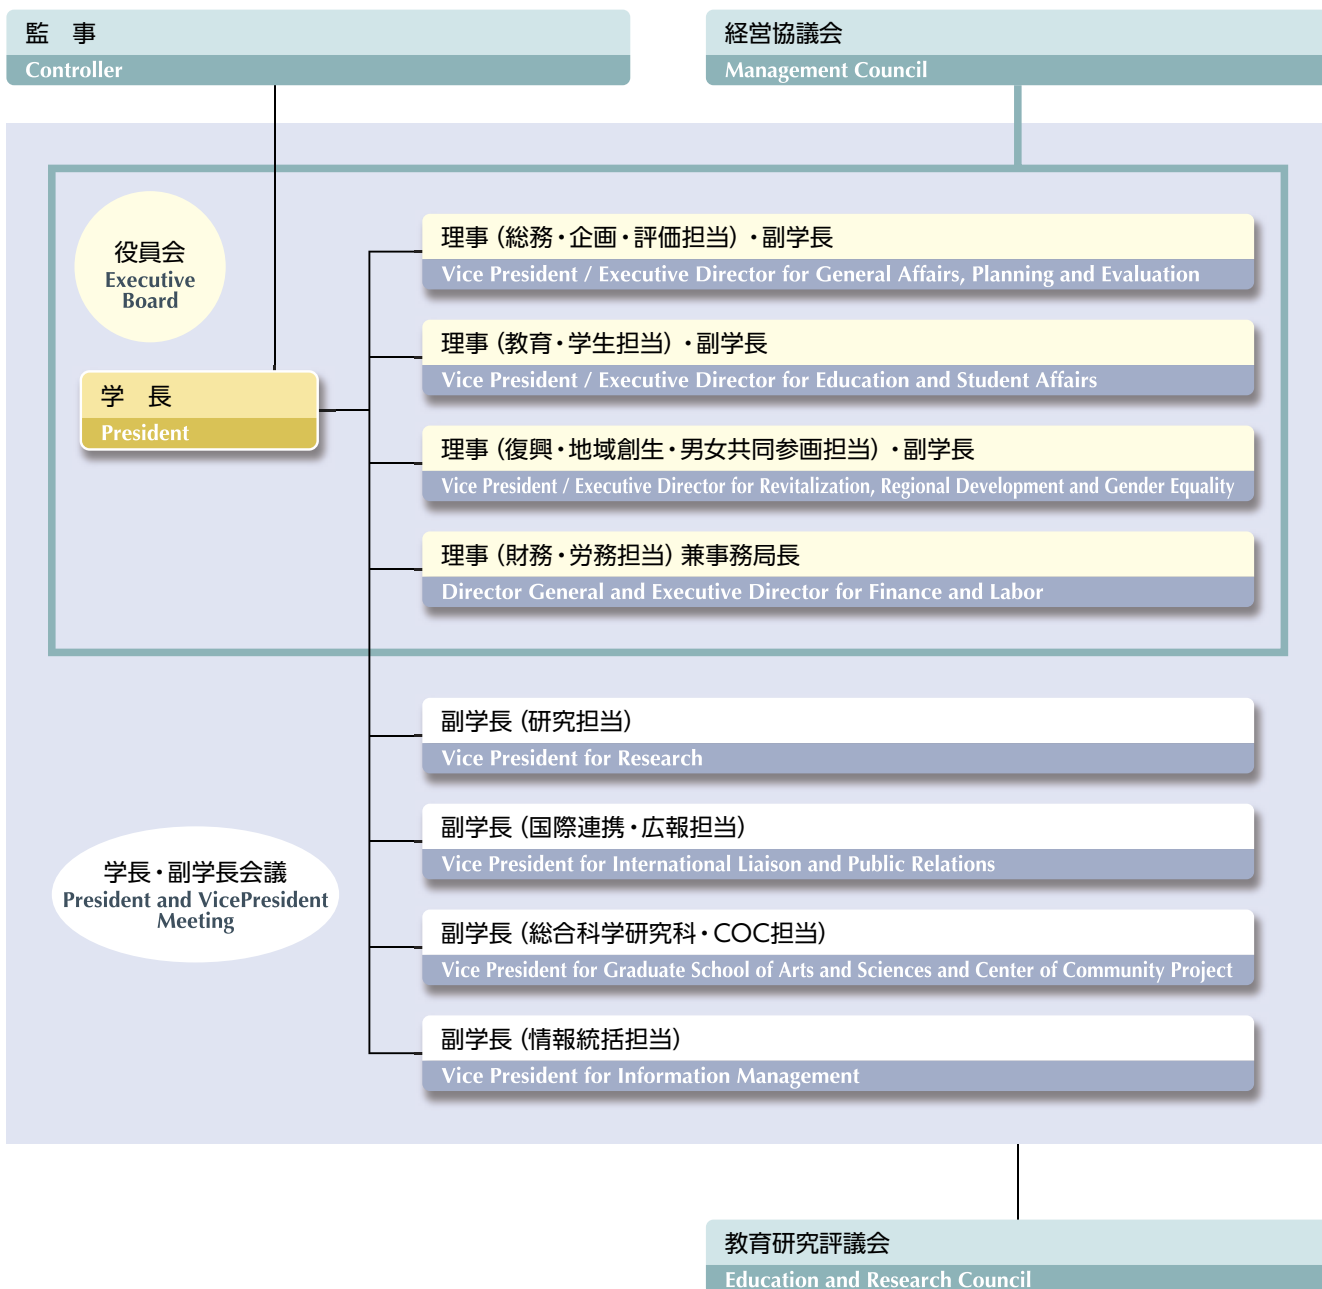 監　事
Controller
経営協議会
Management Council
役員会
Executive
Board
学　長
President
理事（総務・企画・評価担当）・副学長
Vice President / Executive Director for General Affairs, Planning and Evaluation
理事（教育・学生担当）・副学長
Vice President / Executive Director for Education and Student Affairs
理事（復興・地域創生・男女共同参画担当）・副学長
Vice President / Executive Director for Revitalization, Regional Development and Gender Equality
理事（財務・労務担当）兼事務局長
Director General and Executive Director for Finance and Labor
学長・副学長会議
President and VicePresident
Meeting
副学長（研究担当）
Vice President for Research
副学長（国際連携・広報担当）
Vice President for International Liaison and Public Relations
副学長（総合科学研究科・COC担当）
Vice President for Graduate School of Arts and Sciences and Center of Community Project
副学長（情報統括担当）
Vice President for Information Management
教育研究評議会
Education and Research Council